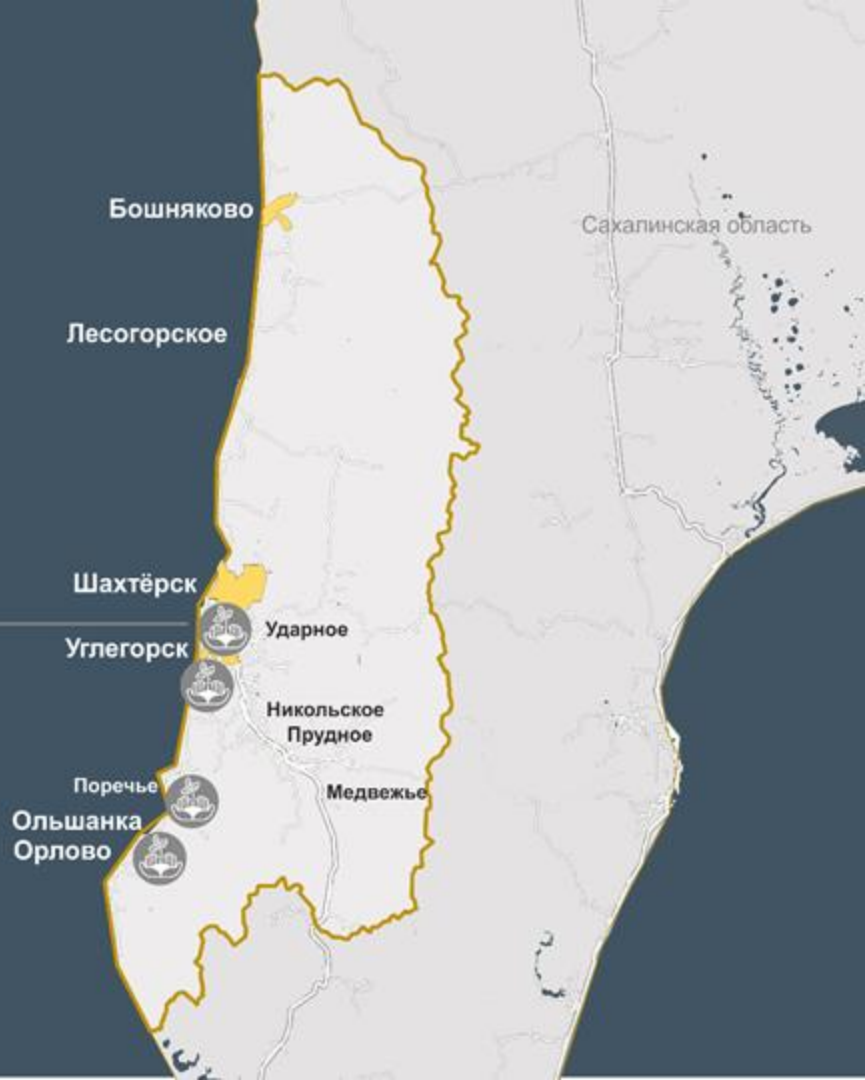 Бошняково
Сахалинская область
Лесогорское
Шахтёрск
Ударное
Углегорск
Никольское
Прудное
Поречье
Медвежье
Ольшанка
Орлово